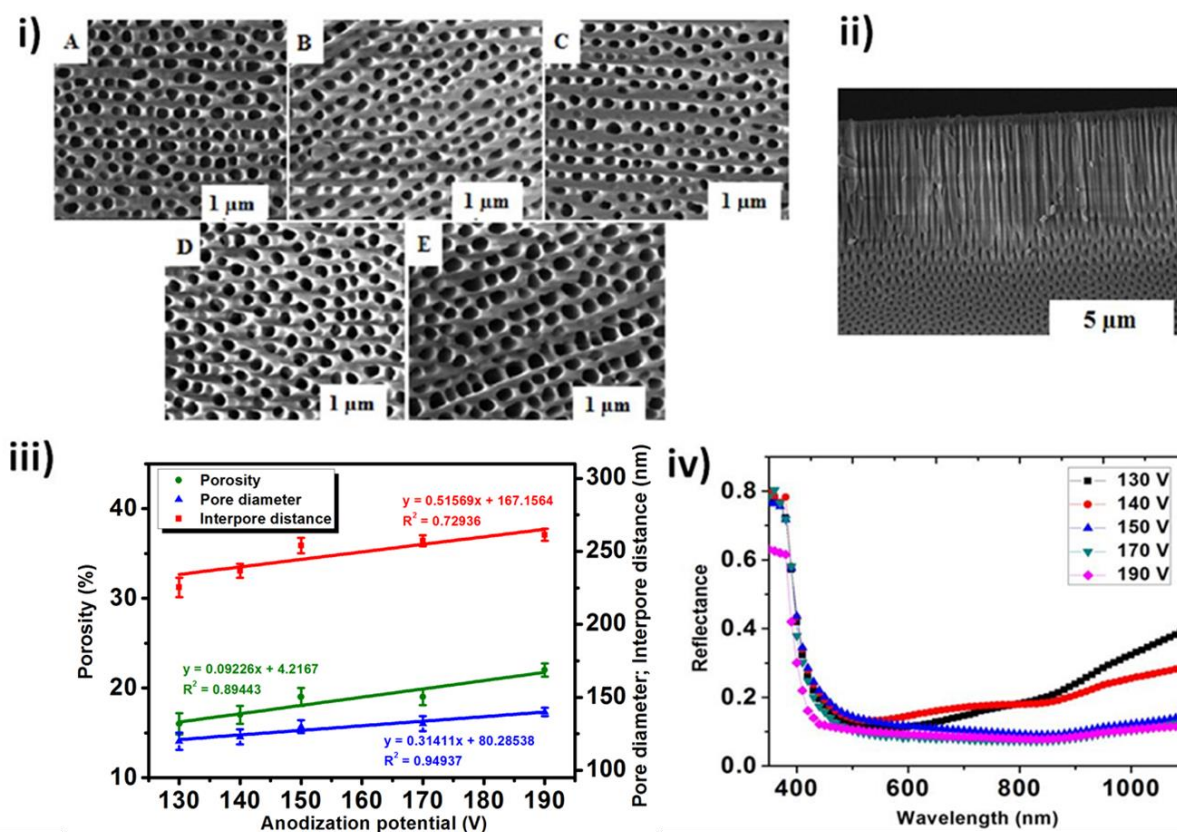 i)
A
B
C
1 µm
1 µm
1 µm
D
E
1 µm
1 µm
ii)
5 µm
iii)
Porosity
Pore diameter
Interpore distance
y = 0.51569x + 167.1564
R² = 0.72936
y = 0.09226x + 4.2167
R² = 0.89443
y = 0.31411x + 80.28538
R² = 0.94937
Porosity (%)
40
30
20
10
Pore diameter; Interpore distance (nm)
300
250
200
150
100
130 140 150 160 170 180 190
Anodization potential (V)
iv)
130 V
140 V
150 V
170 V
190 V
Reflectance
0.8
0.6
0.4
0.2
0.0
400 600 800 1000
Wavelength (nm)